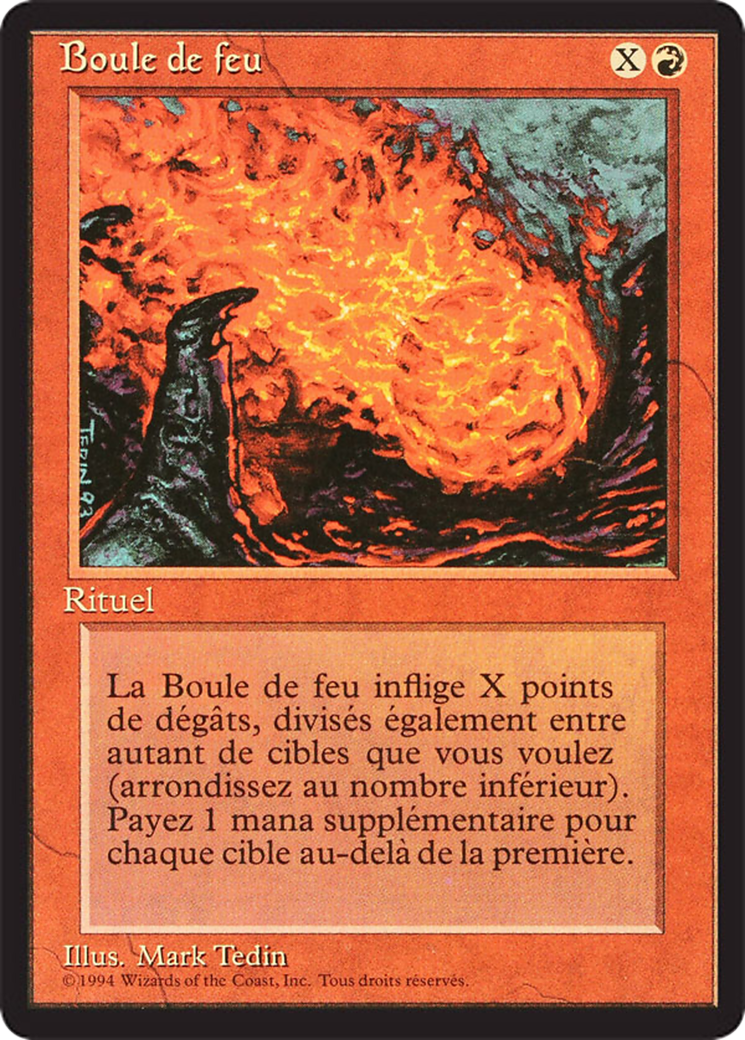 Boule de feu
X
TEDIN 93
Rituel
La Boule de feu inflige X points
de dégâts, divisés également entre
autant de cibles que vous voulez
(arrondissez au nombre inférieur).
Payez 1 mana supplémentaire pour
chaque cible au-delà de la première.
Illus. Mark Tedin
©1994 Wizards of the Coast, Inc. Tous droits réservés.